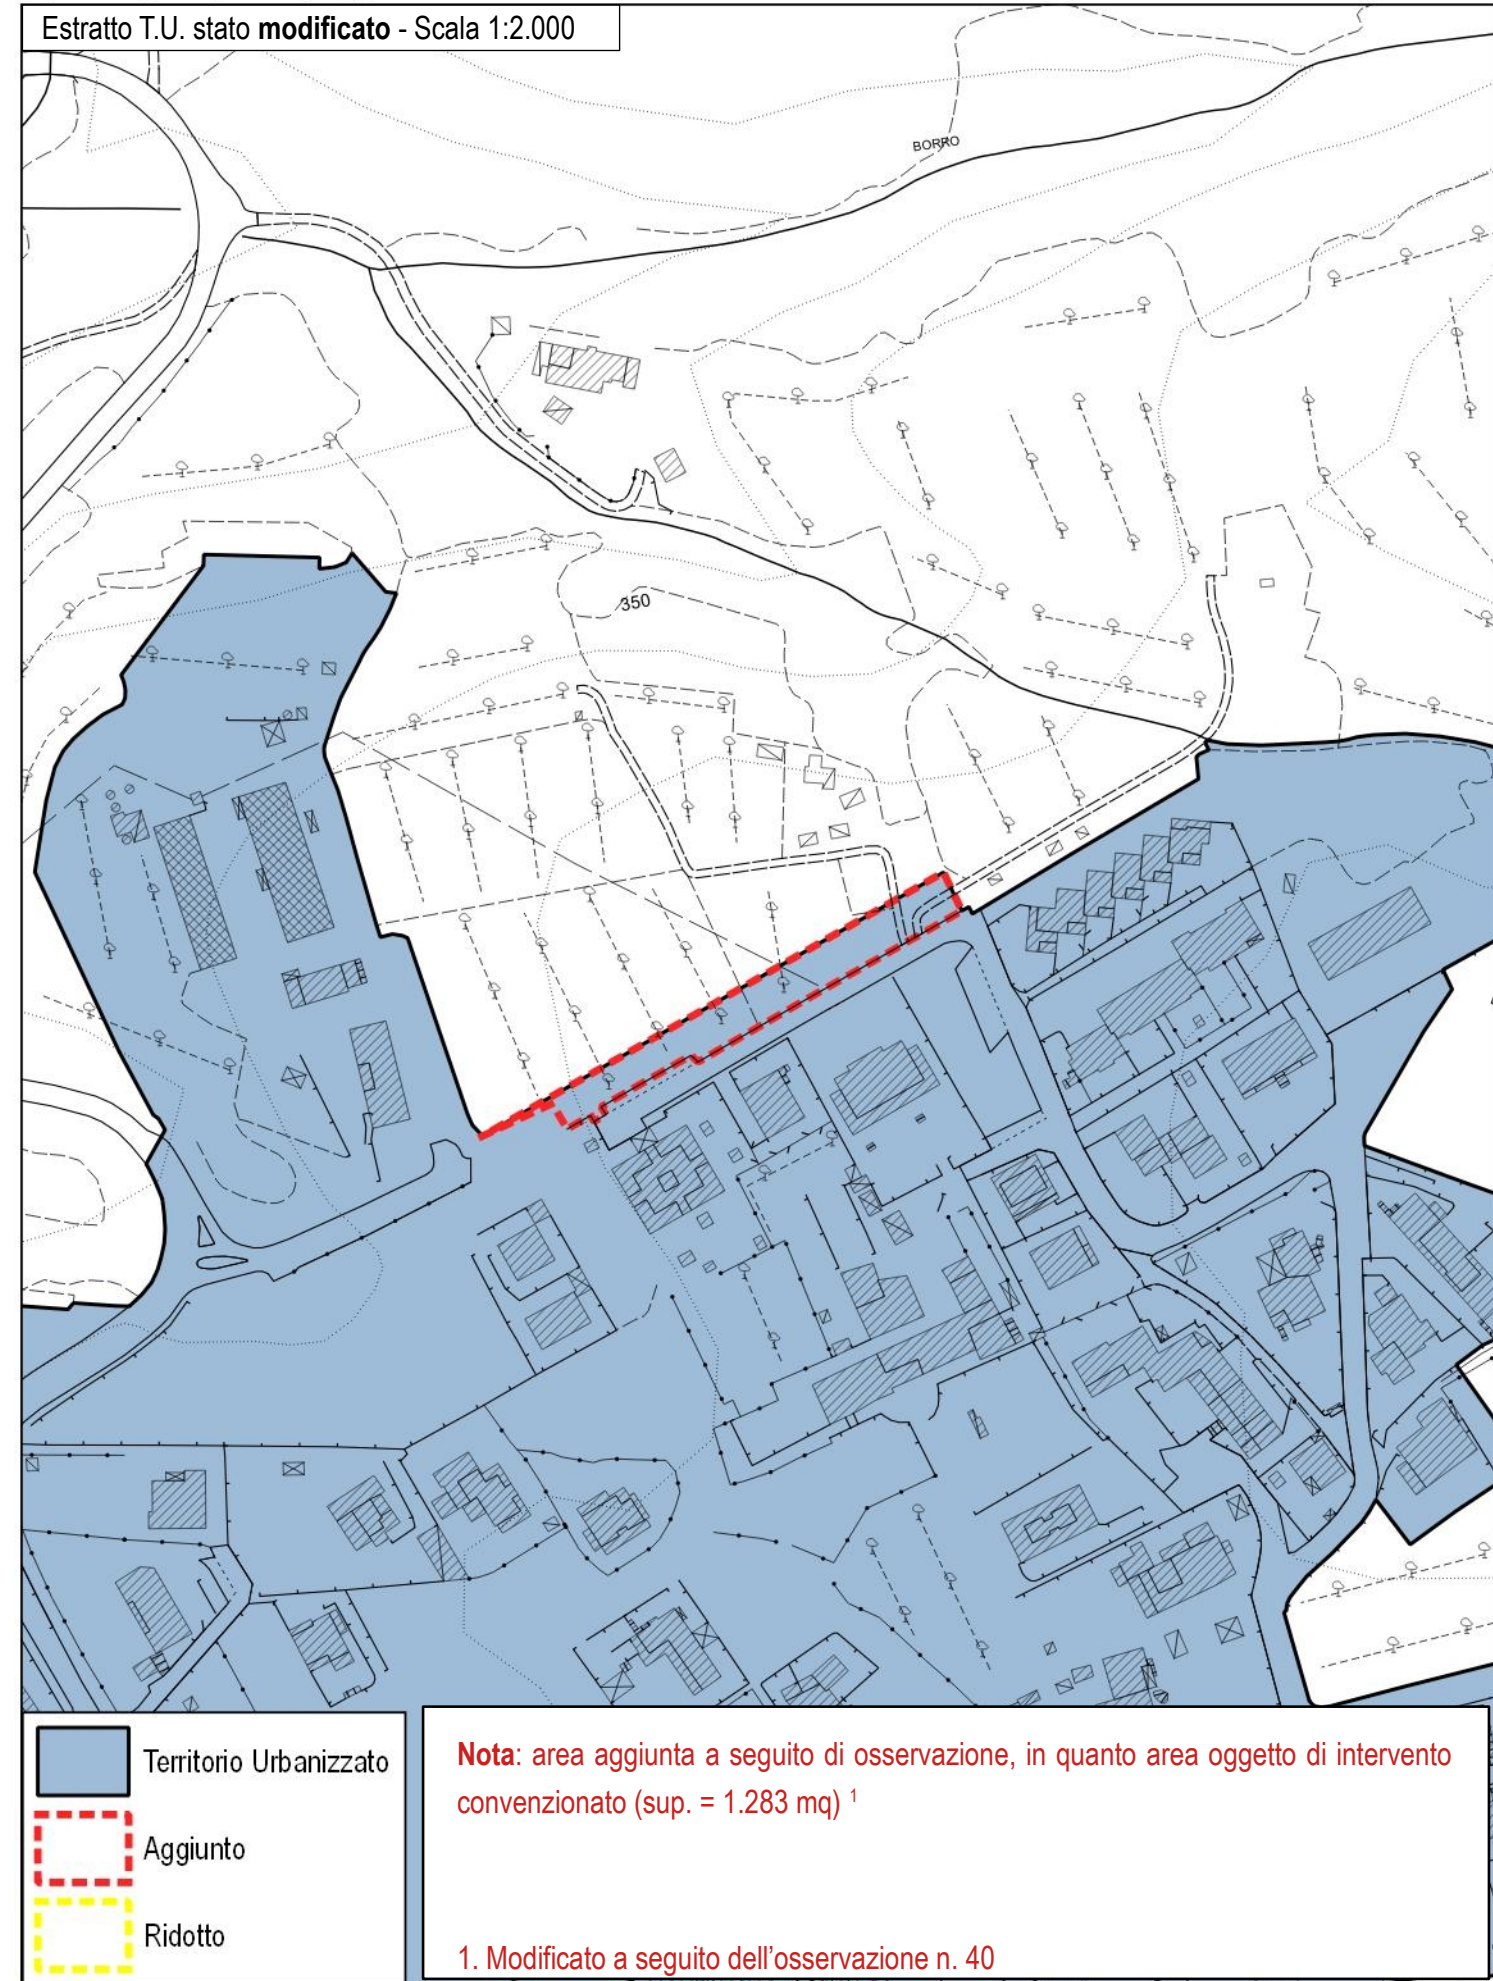 Estratto T.U. stato modificato - Scala 1:2.000
BORRO
350
Territorio Urbanizzato
Aggiunto
Ridotto
Nota: area aggiunta a seguito di osservazione, in quanto area oggetto di intervento
convenzionato (sup. = 1.283 mq) 1
1. Modificato a seguito dell'osservazione n. 40